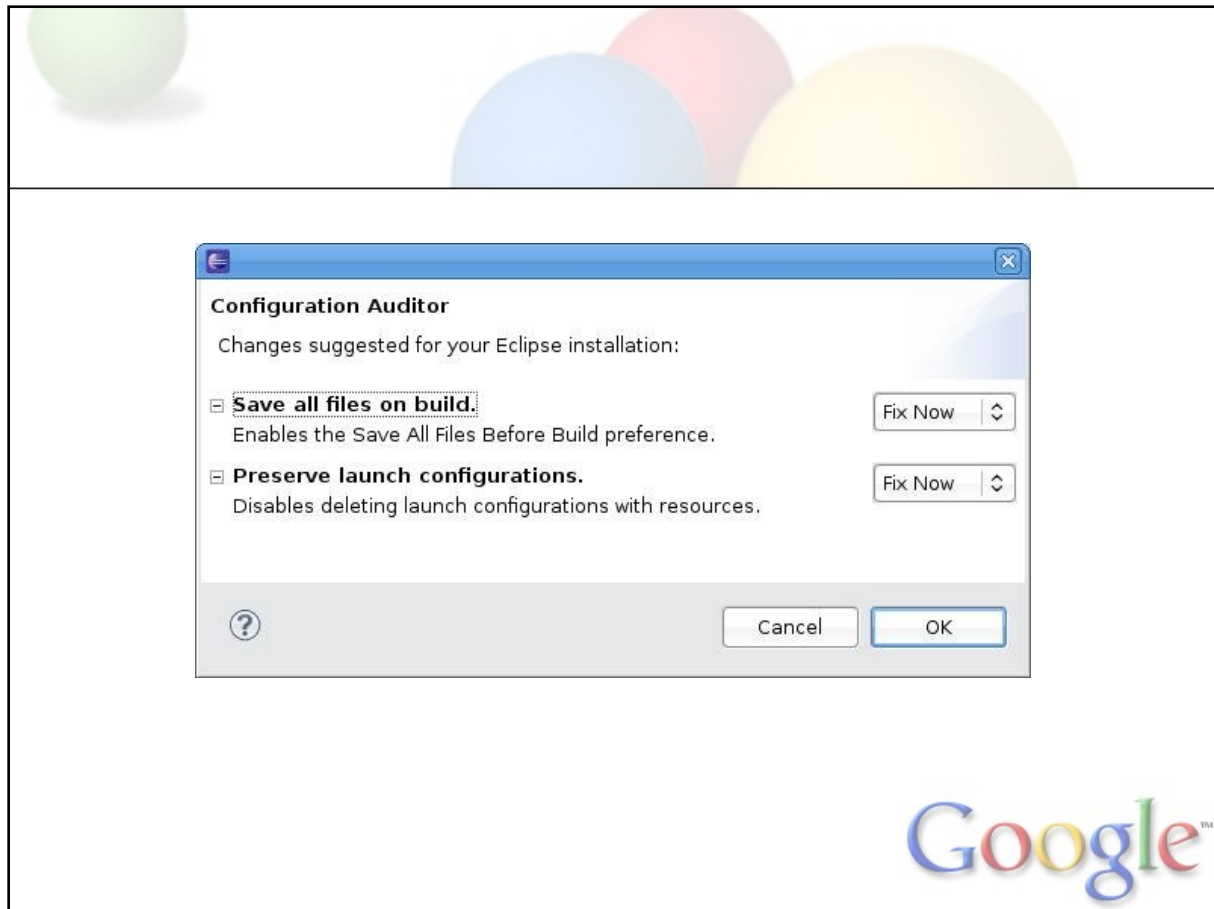 Configuration Auditor
Changes suggested for your Eclipse installation:
Save all files on build.
Fix Now
Enables the Save All Files Before Build preference.
Preserve launch configurations.
Fix Now
Disables deleting launch configurations with resources.
?
Cancel
OK
Google™